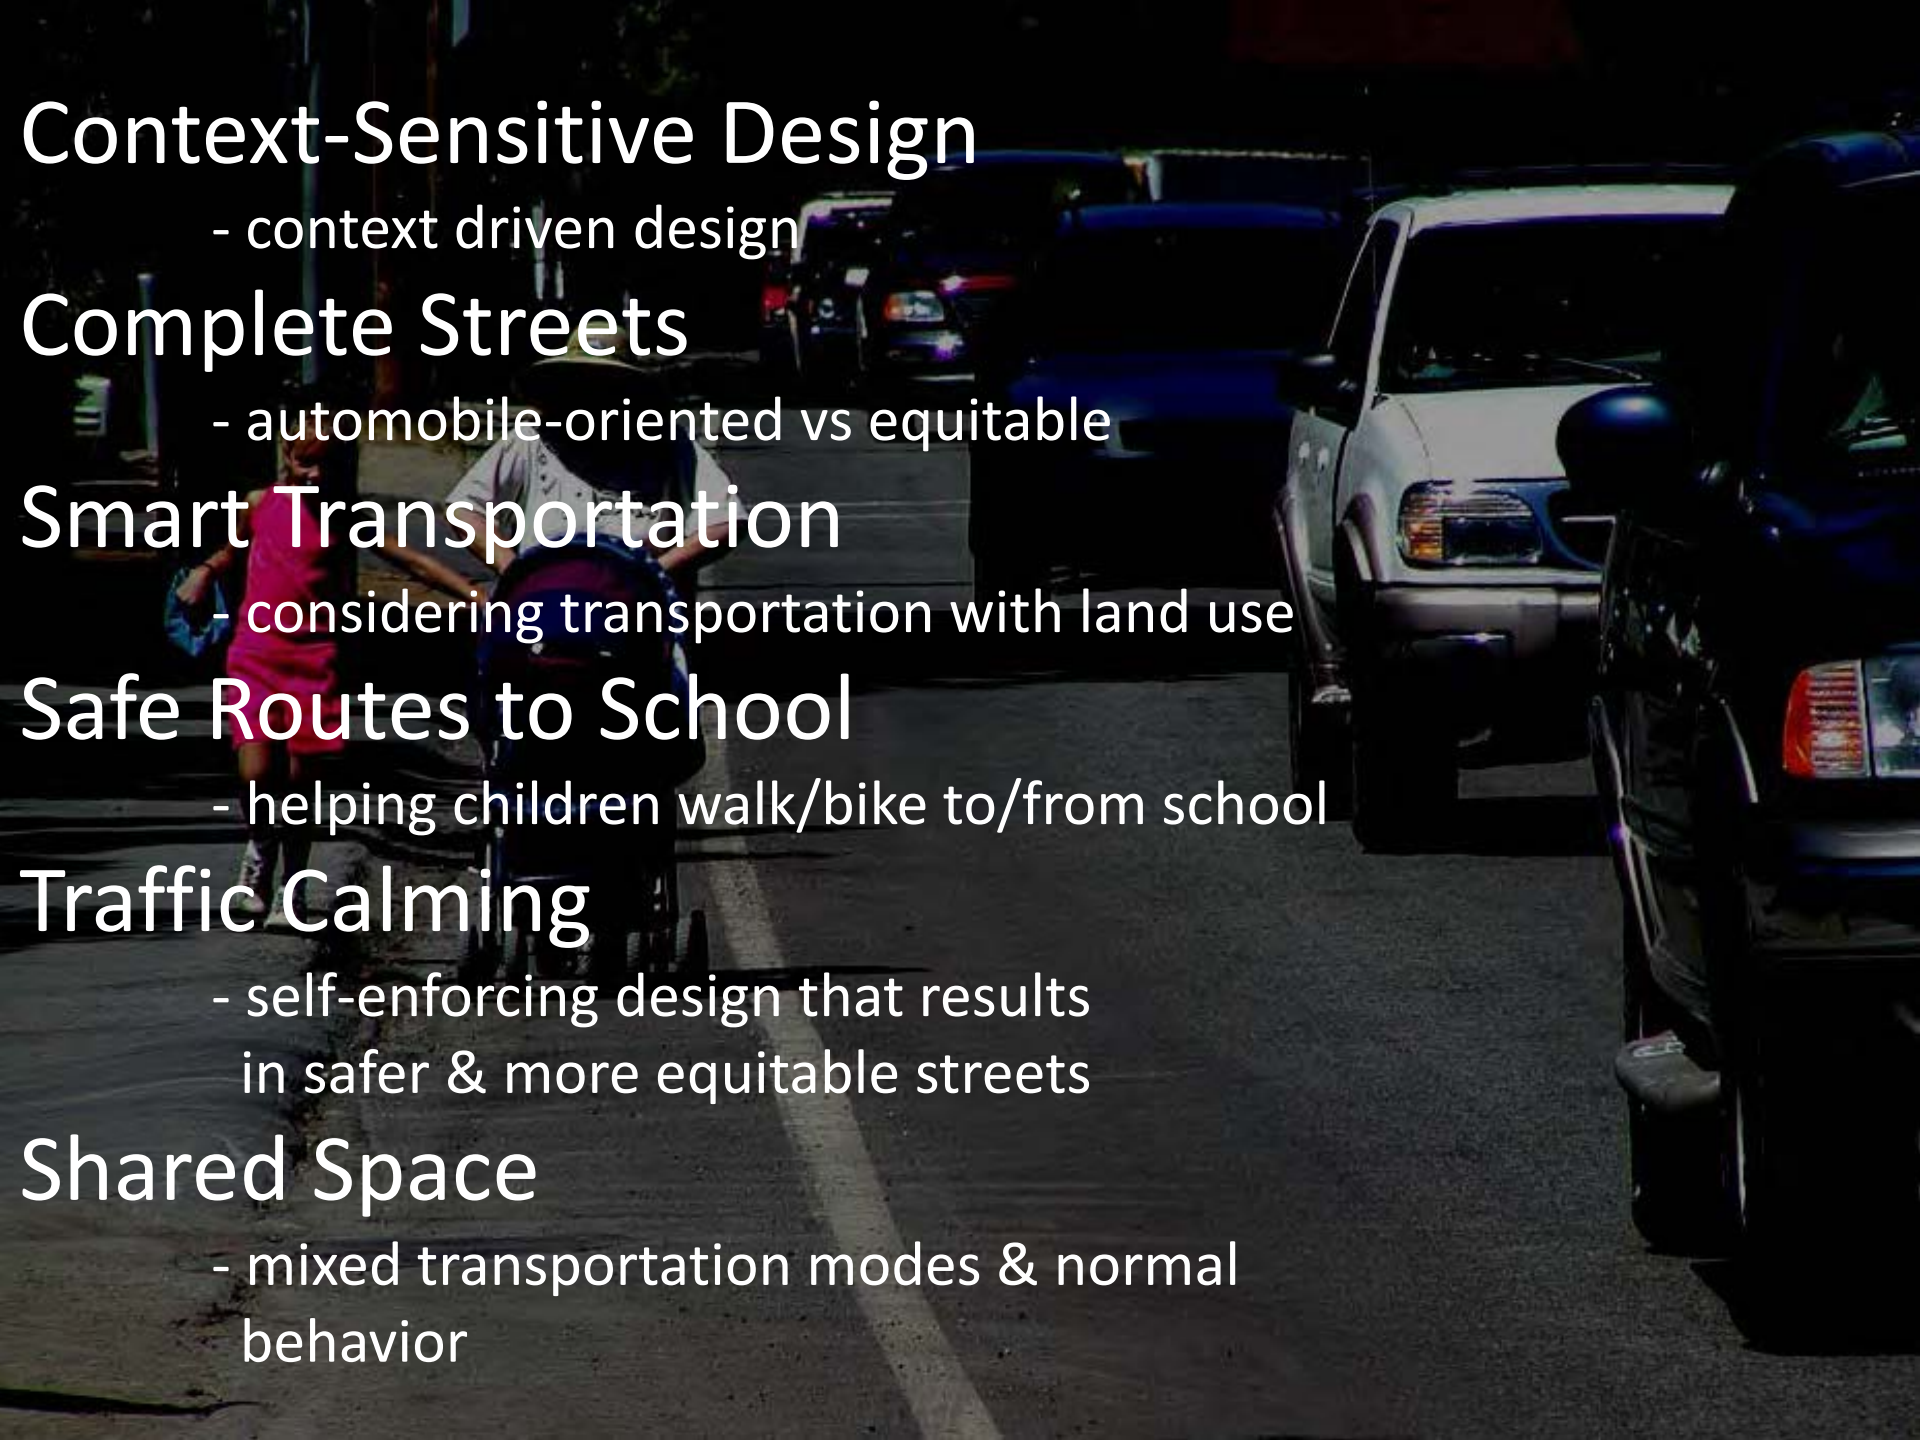 Context-Sensitive Design
- context driven design
Complete Streets
- automobile-oriented vs equitable
Smart Transportation
- considering transportation with land use
Safe Routes to School
- helping children walk/bike to/from school
Traffic Calming
- self-enforcing design that results
in safer & more equitable streets
Shared Space
- mixed transportation modes & normal
behavior